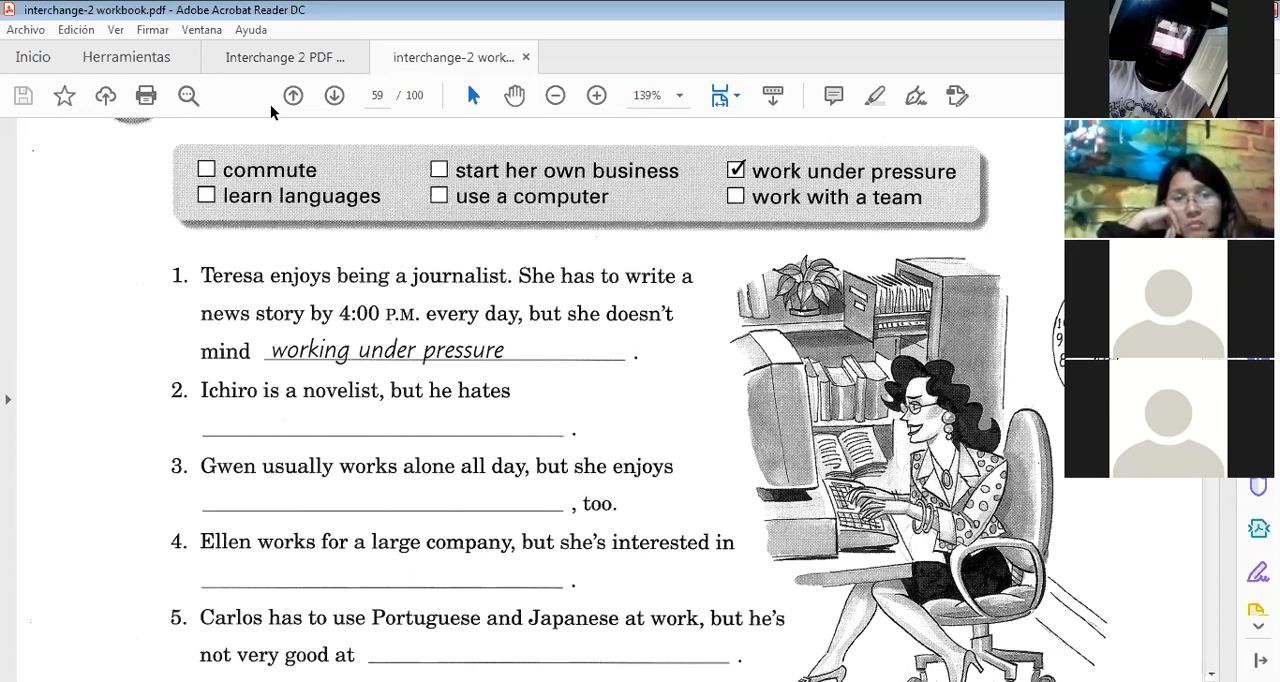 interchange-2 workbook.pdf - Adobe Acrobat Reader DC
Archivo Edición Ver Firmar Ventana Ayuda
Inicio Herramientas Interchange 2 PDF ... interchange-2 work... ×
59 / 100 139%
commute start her own business work under pressure
learn languages use a computer work with a team
1. Teresa enjoys being a journalist. She has to write a
news story by 4:00 P.M. every day, but she doesn't
mind working under pressure .
2. Ichiro is a novelist, but he hates
.
3. Gwen usually works alone all day, but she enjoys
, too.
4. Ellen works for a large company, but she's interested in
.
5. Carlos has to use Portuguese and Japanese at work, but he's
not very good at .